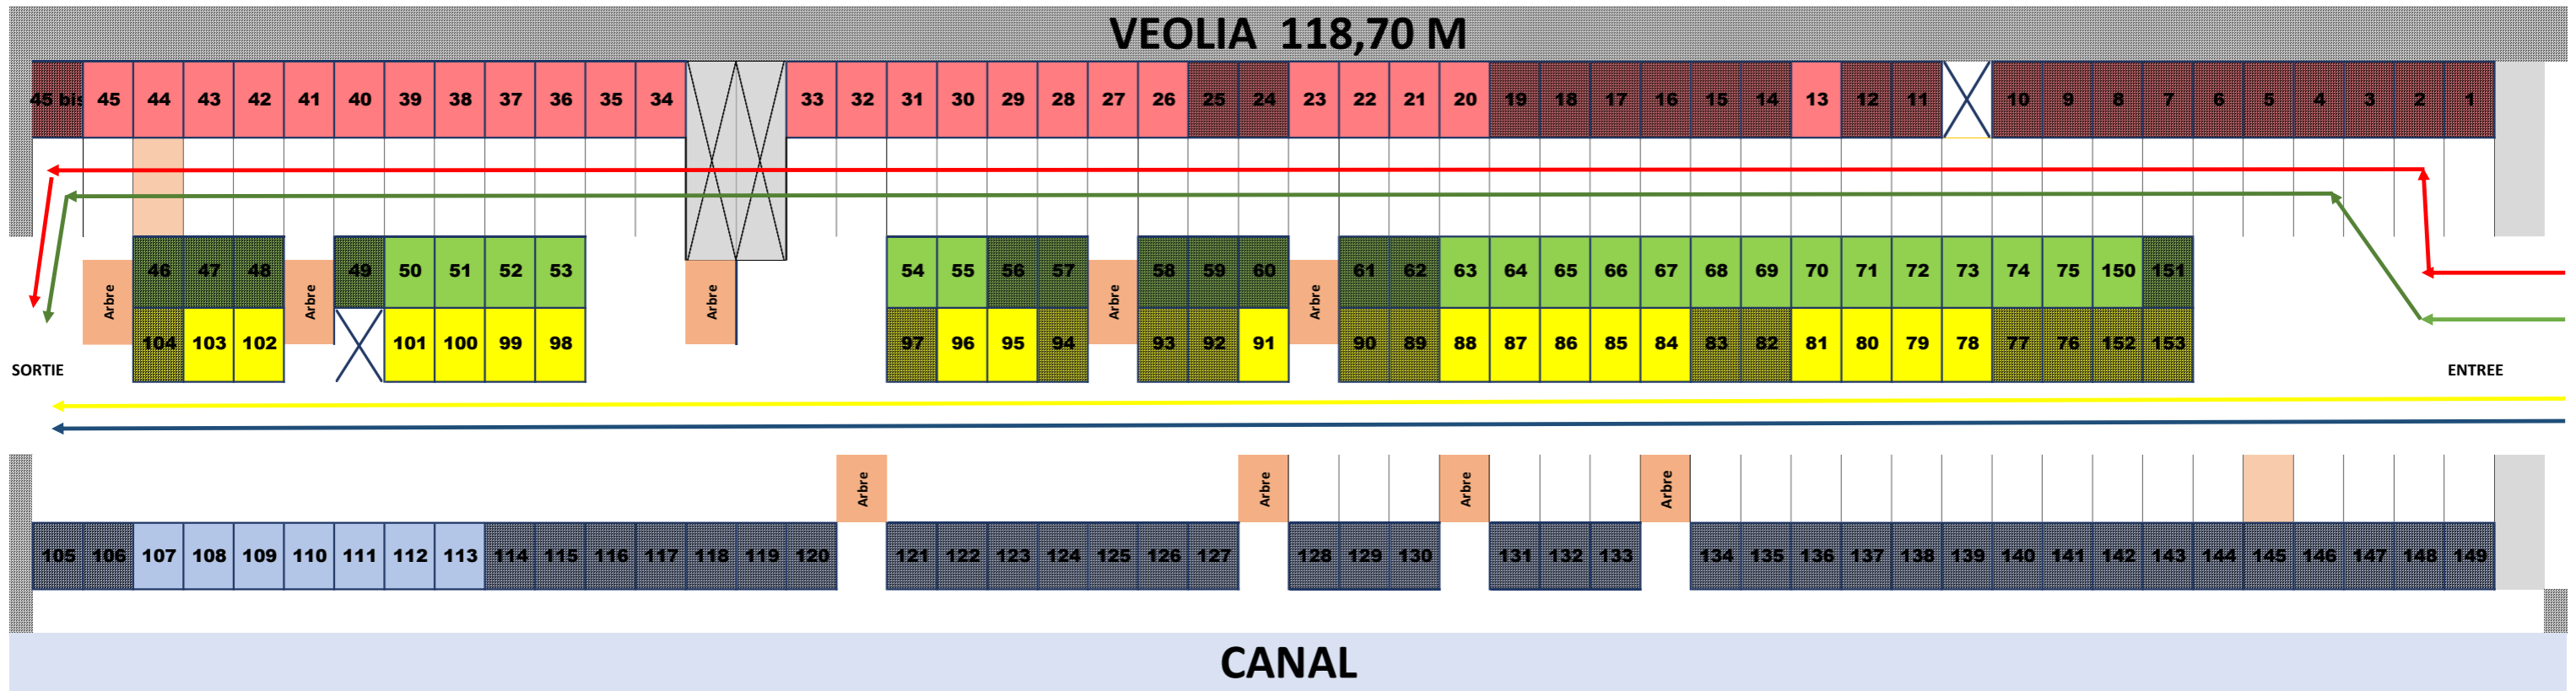 VEOLIA 118,70 M
45 bis 45 44 43 42 41 40 39 38 37 36 35 34 33 32 31 30 29 28 27 26 25 24 23 22 21 20 19 18 17 16 15 14 13 12 11 10 9 8 7 6 5 4 3 2 1
46 47 48 49 50 51 52 53 54 55 56 57 58 59 60 61 62 63 64 65 66 67 68 69 70 71 72 73 74 75 150 151
Arbre Arbre Arbre Arbre Arbre
104 103 102 101 100 99 98 97 96 95 94 93 92 91 90 89 88 87 86 85 84 83 82 81 80 79 78 77 76 152 153
SORTIE ENTREE
Arbre Arbre Arbre Arbre
105 106 107 108 109 110 111 112 113 114 115 116 117 118 119 120 121 122 123 124 125 126 127 128 129 130 131 132 133 134 135 136 137 138 139 140 141 142 143 144 145 146 147 148 149
CANAL